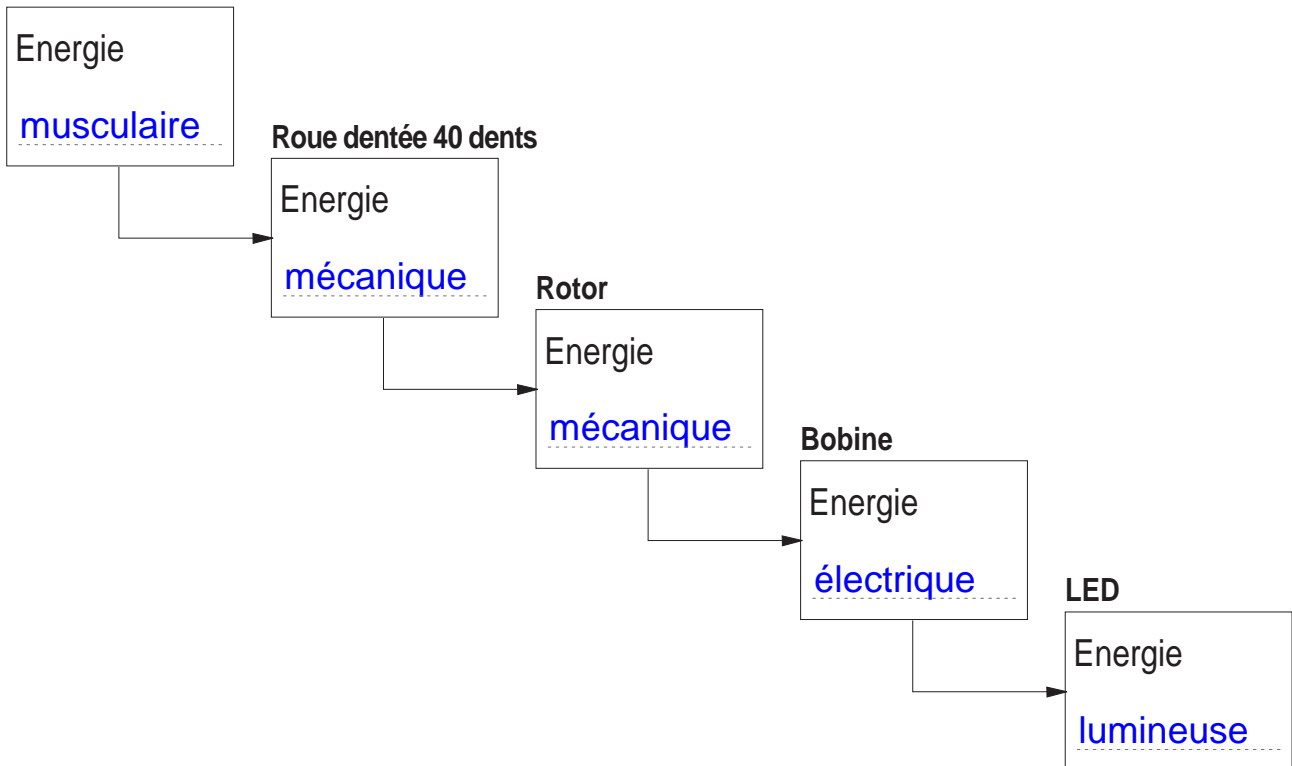 Energie
musculaire
Roue dentée 40 dents
Energie
mécanique
Rotor
Energie
mécanique
Bobine
Energie
électrique
LED
Energie
lumineuse